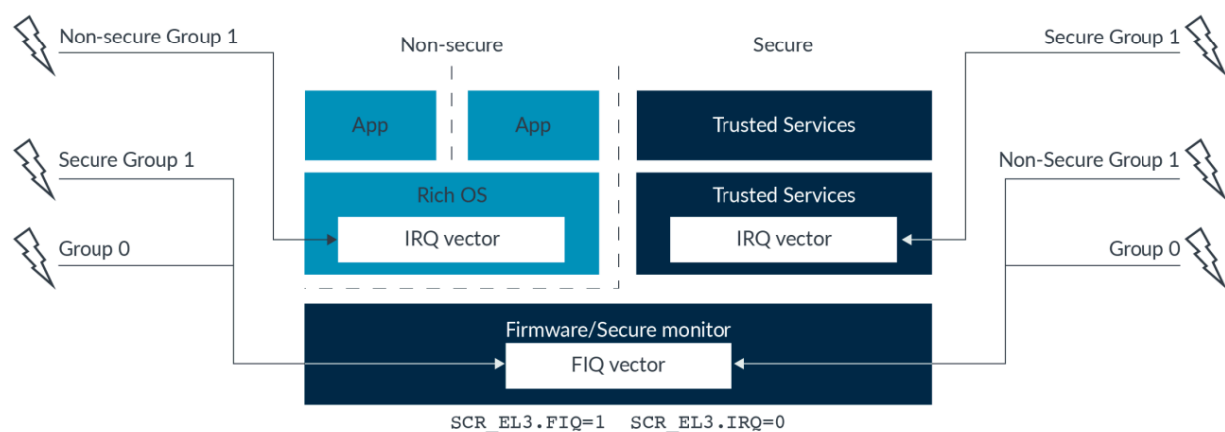 Non-secure Group 1
Non-secure
Secure
Secure Group 1
App
App
Trusted Services
Secure Group 1
Non-Secure Group 1
Rich OS
Trusted Services
IRQ vector
IRQ vector
Group 0
Group 0
Firmware/Secure monitor
FIQ vector
SCR_EL3.FIQ=1 SCR_EL3.IRQ=0